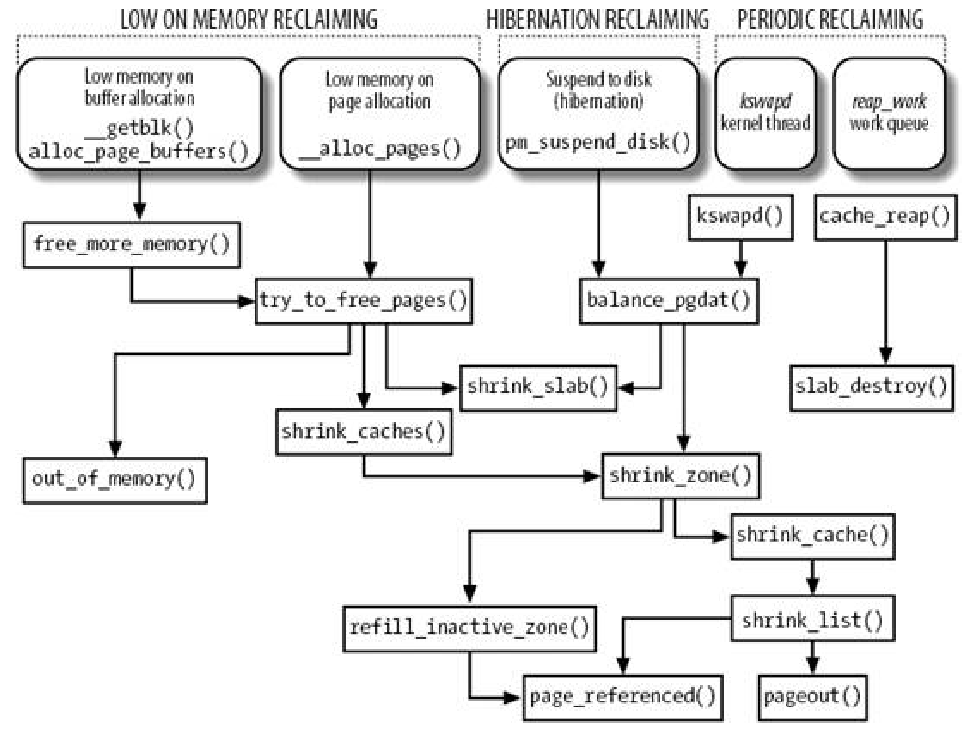 LOW ON MEMORY RECLAIMING
HIBERNATION RECLAIMING
PERIODIC RECLAIMING
Low memory on
buffer allocation
__getblk()
alloc_page_buffers()
Low memory on
page allocation
__alloc_pages()
Suspend to disk
(hibernation)
pm_suspend_disk()
kswapd
kernel thread
reap_work
work queue
free_more_memory()
kswapd()
cache_reap()
try_to_free_pages()
balance_pgdat()
shrink_slab()
slab_destroy()
shrink_caches()
out_of_memory()
shrink_zone()
shrink_cache()
refill_inactive_zone()
shrink_list()
page_referenced()
pageout()